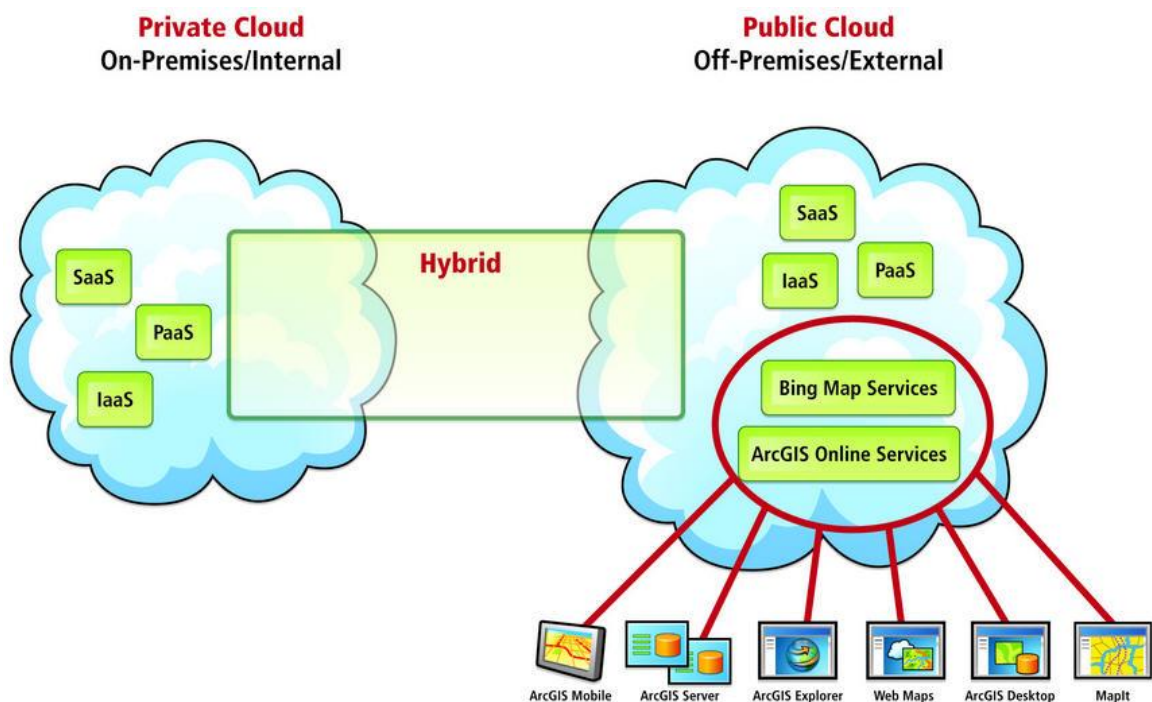 Private Cloud
On-Premises/Internal
Public Cloud
Off-Premises/External
SaaS
PaaS
IaaS
Hybrid
SaaS
IaaS
PaaS
Bing Map Services
ArcGIS Online Services
ArcGIS Mobile
ArcGIS Server
ArcGIS Explorer
Web Maps
ArcGIS Desktop
MapIt